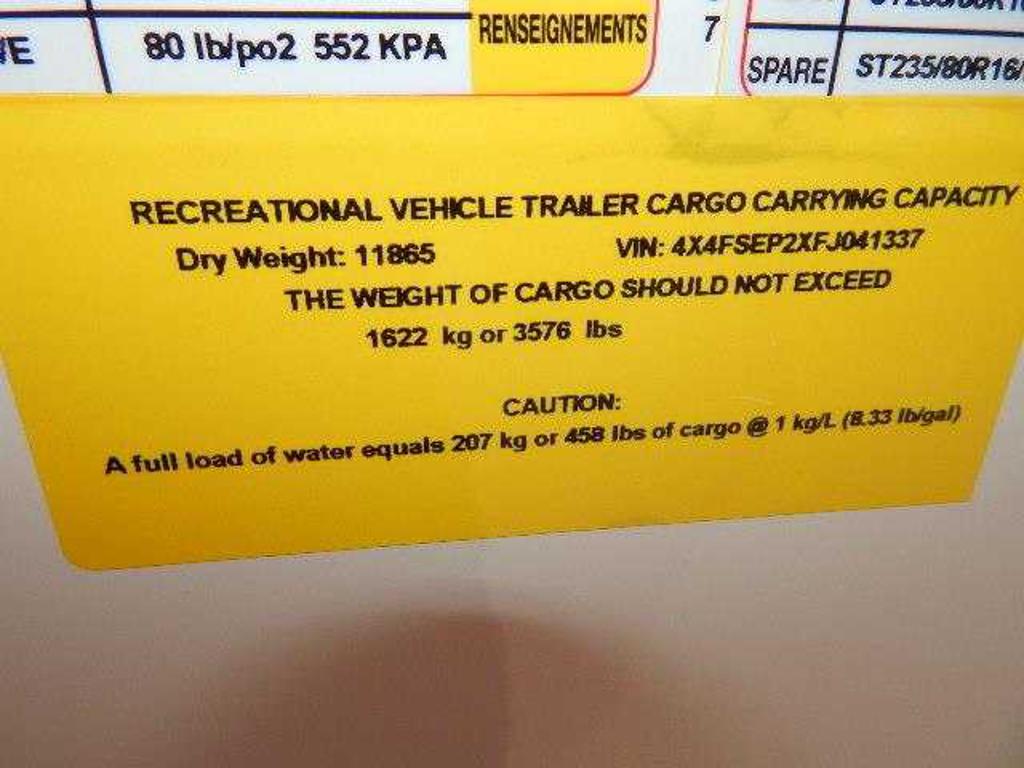 VE 80 lb/po2 552 KPA RENSEIGNEMENTS 7
SPARE ST235/80R16/
RECREATIONAL VEHICLE TRAILER CARGO CARRYING CAPACITY
Dry Weight: 11865 VIN: 4X4FSEP2XFJ041337
THE WEIGHT OF CARGO SHOULD NOT EXCEED
1622 kg or 3576 lbs
CAUTION:
A full load of water equals 207 kg or 458 lbs of cargo @ 1 kg/L (8.33 lb/gal)